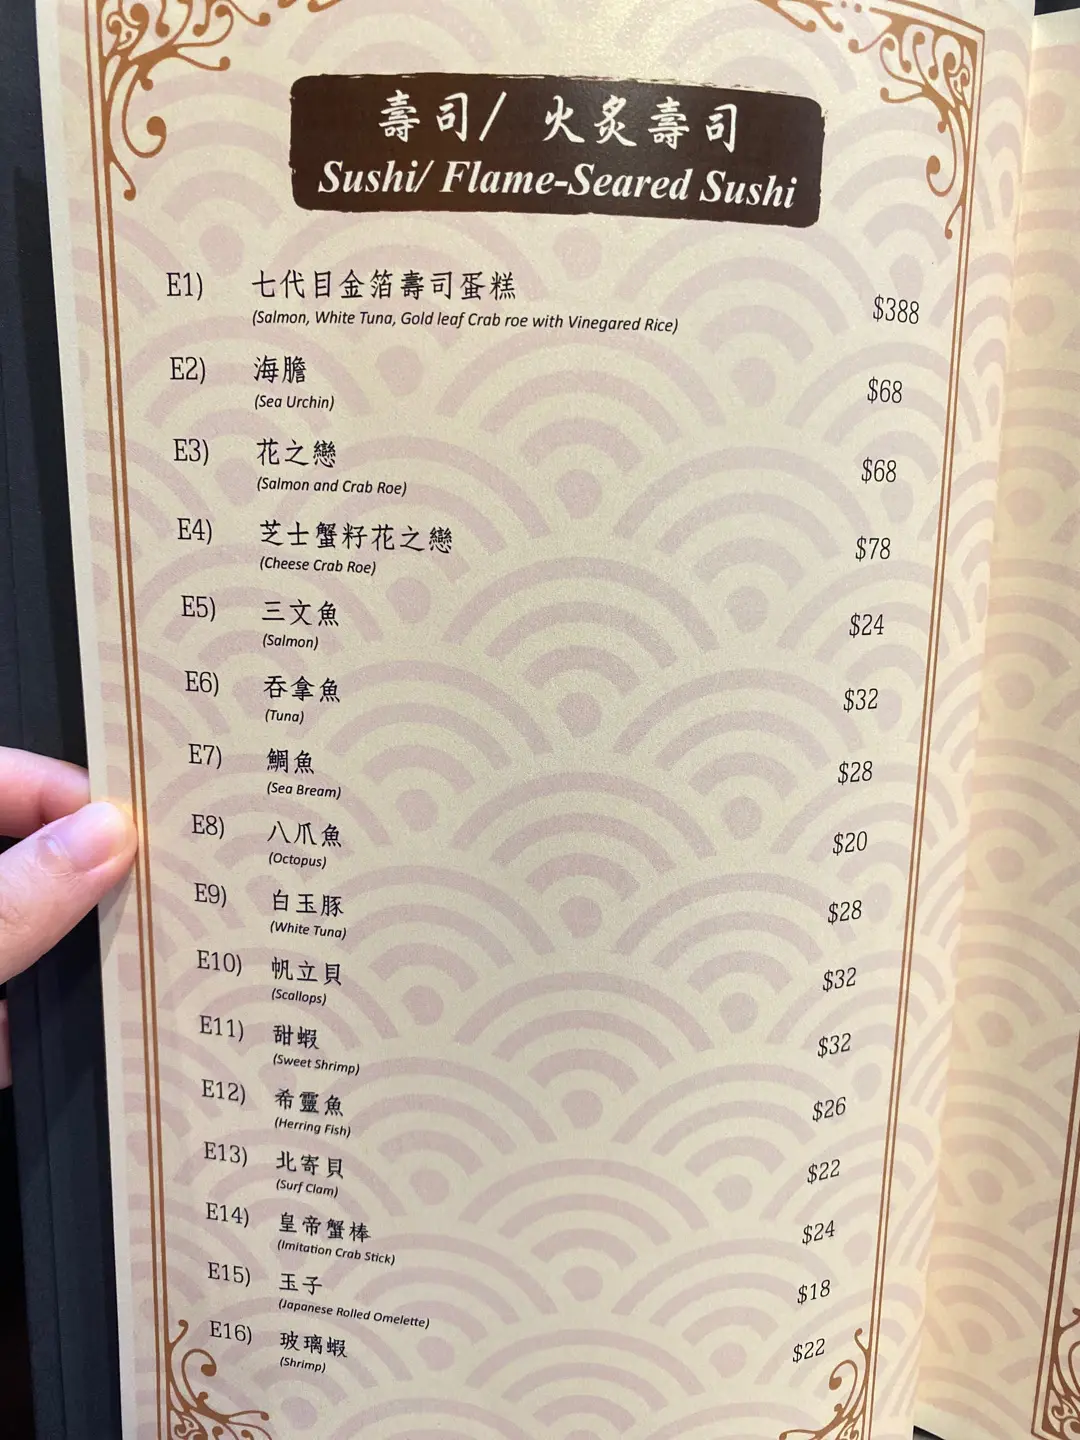 壽司/ 火炙壽司
Sushi/ Flame-Seared Sushi
E1) 七代目金箔壽司蛋糕 $388
(Salmon, White Tuna, Gold leaf Crab roe with Vinegared Rice)
E2) 海膽 $68
(Sea Urchin)
E3) 花之戀 $68
(Salmon and Crab Roe)
E4) 芝士蟹籽花之戀 $78
(Cheese Crab Roe)
E5) 三文魚 $24
(Salmon)
E6) 吞拿魚 $32
(Tuna)
E7) 鯛魚 $28
(Sea Bream)
E8) 八爪魚 $20
(Octopus)
E9) 白玉豚 $28
(White Tuna)
E10) 帆立貝 $32
(Scallops)
E11) 甜蝦 $32
(Sweet Shrimp)
E12) 希靈魚 $26
(Herring Fish)
E13) 北寄貝 $22
(Surf Clam)
E14) 皇帝蟹棒 $24
(Imitation Crab Stick)
E15) 玉子 $18
(Japanese Rolled Omelette)
E16) 玻璃蝦 $22
(Shrimp)